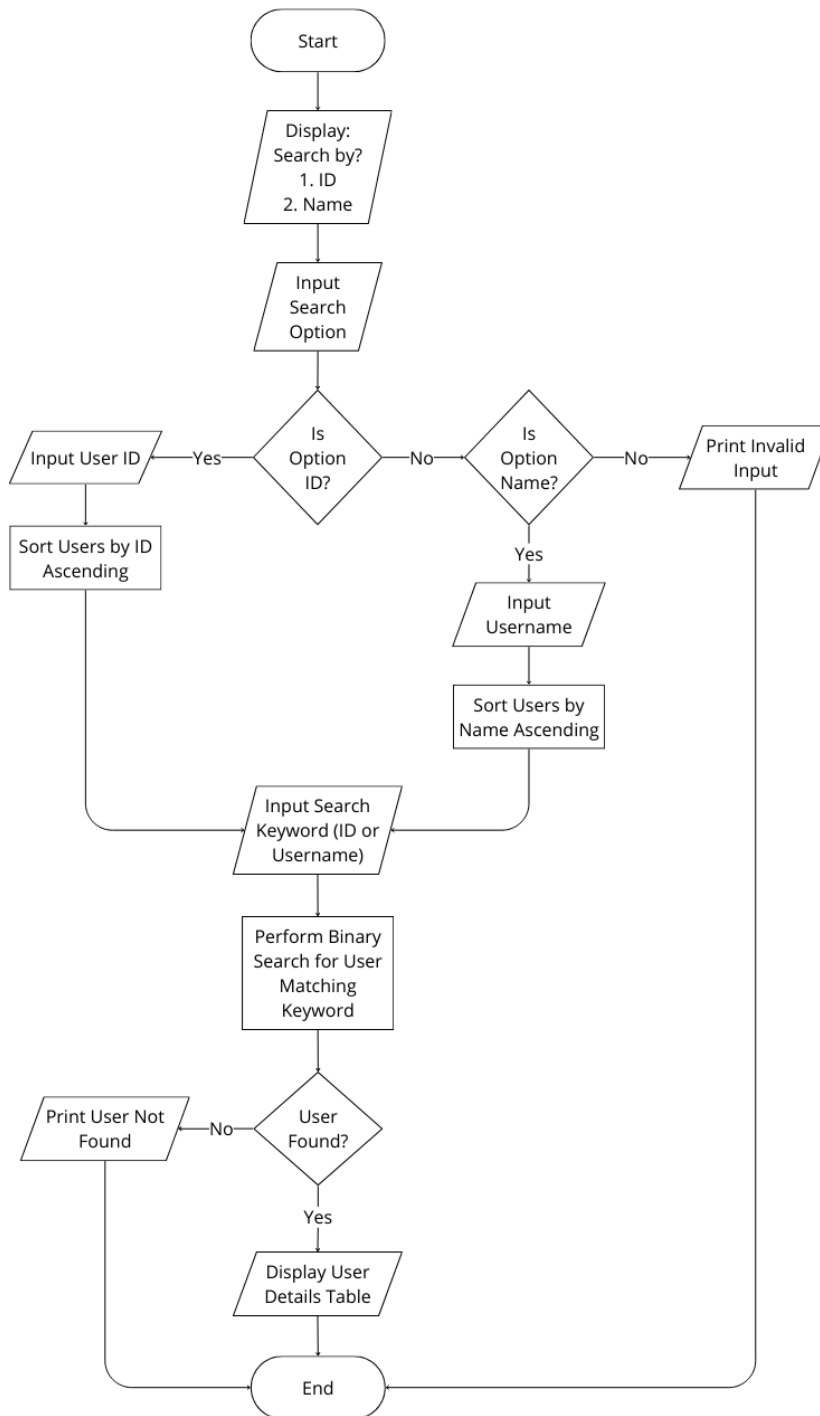 Start
Display:
Search by?
1. ID
2. Name
Input
Search
Option
Is
Option
ID?
Yes
Input User ID
Sort Users by ID
Ascending
No
Is
Option
Name?
No
Print Invalid
Input
Yes
Input
Username
Sort Users by
Name Ascending
Input Search
Keyword (ID or
Username)
Perform Binary
Search for User
Matching
Keyword
User
Found?
No
Print User Not
Found
Yes
Display User
Details Table
End